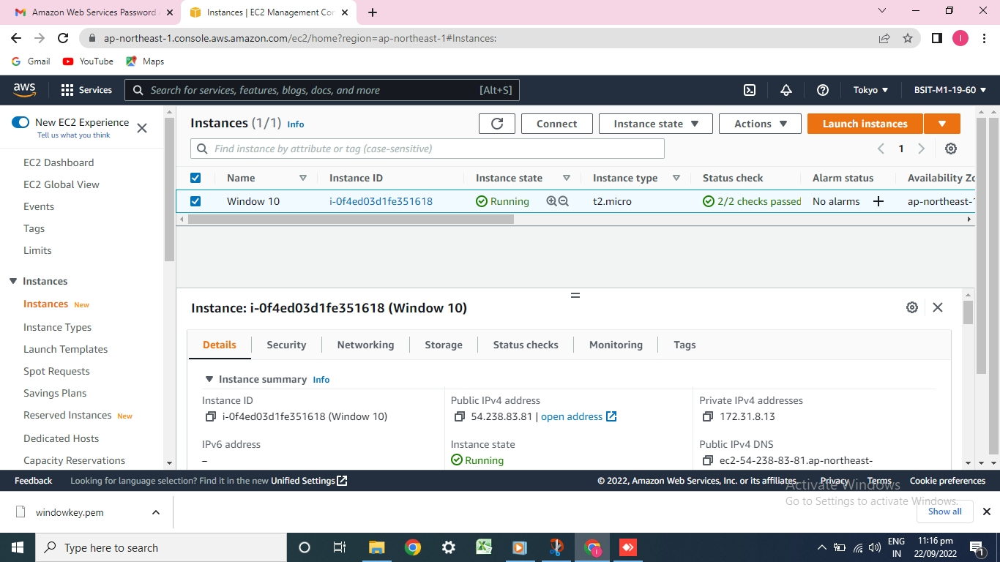 Amazon Web Services Password
Instances | EC2 Management Con
ap-northeast-1.console.aws.amazon.com/ec2/home?region=ap-northeast-1#Instances:
Gmail YouTube Maps
aws Services Search for services, features, blogs, docs, and more [Alt+S] Tokyo BSIT-M1-19-60
New EC2 Experience
Tell us what you think
EC2 Dashboard
EC2 Global View
Events
Tags
Limits
Instances
Instances New
Instance Types
Launch Templates
Spot Requests
Savings Plans
Reserved Instances New
Dedicated Hosts
Capacity Reservations
Instances (1/1) Info
Connect Instance state Actions Launch instances
Find instance by attribute or tag (case-sensitive)
1
Name Instance ID Instance state Instance type Status check Alarm status Availability Zo
Window 10 i-0f4ed03d1fe351618 Running t2.micro 2/2 checks passed No alarms + ap-northeast-1
Instance: i-0f4ed03d1fe351618 (Window 10)
Details Security Networking Storage Status checks Monitoring Tags
Instance summary Info
Instance ID
i-0f4ed03d1fe351618 (Window 10)
Public IPv4 address
54.238.83.81 | open address
Private IPv4 addresses
172.31.8.13
IPv6 address
–
Instance state
Running
Public IPv4 DNS
ec2-54-238-83-81.ap-northeast-
Feedback Looking for language selection? Find it in the new Unified Settings © 2022, Amazon Web Services, Inc. or its affiliates. Privacy Terms Cookie preferences
Activate Windows
Go to Settings to activate Windows.
windowkey.pem
Show all
Type here to search
ENG
IN
11:16 pm
22/09/2022
1